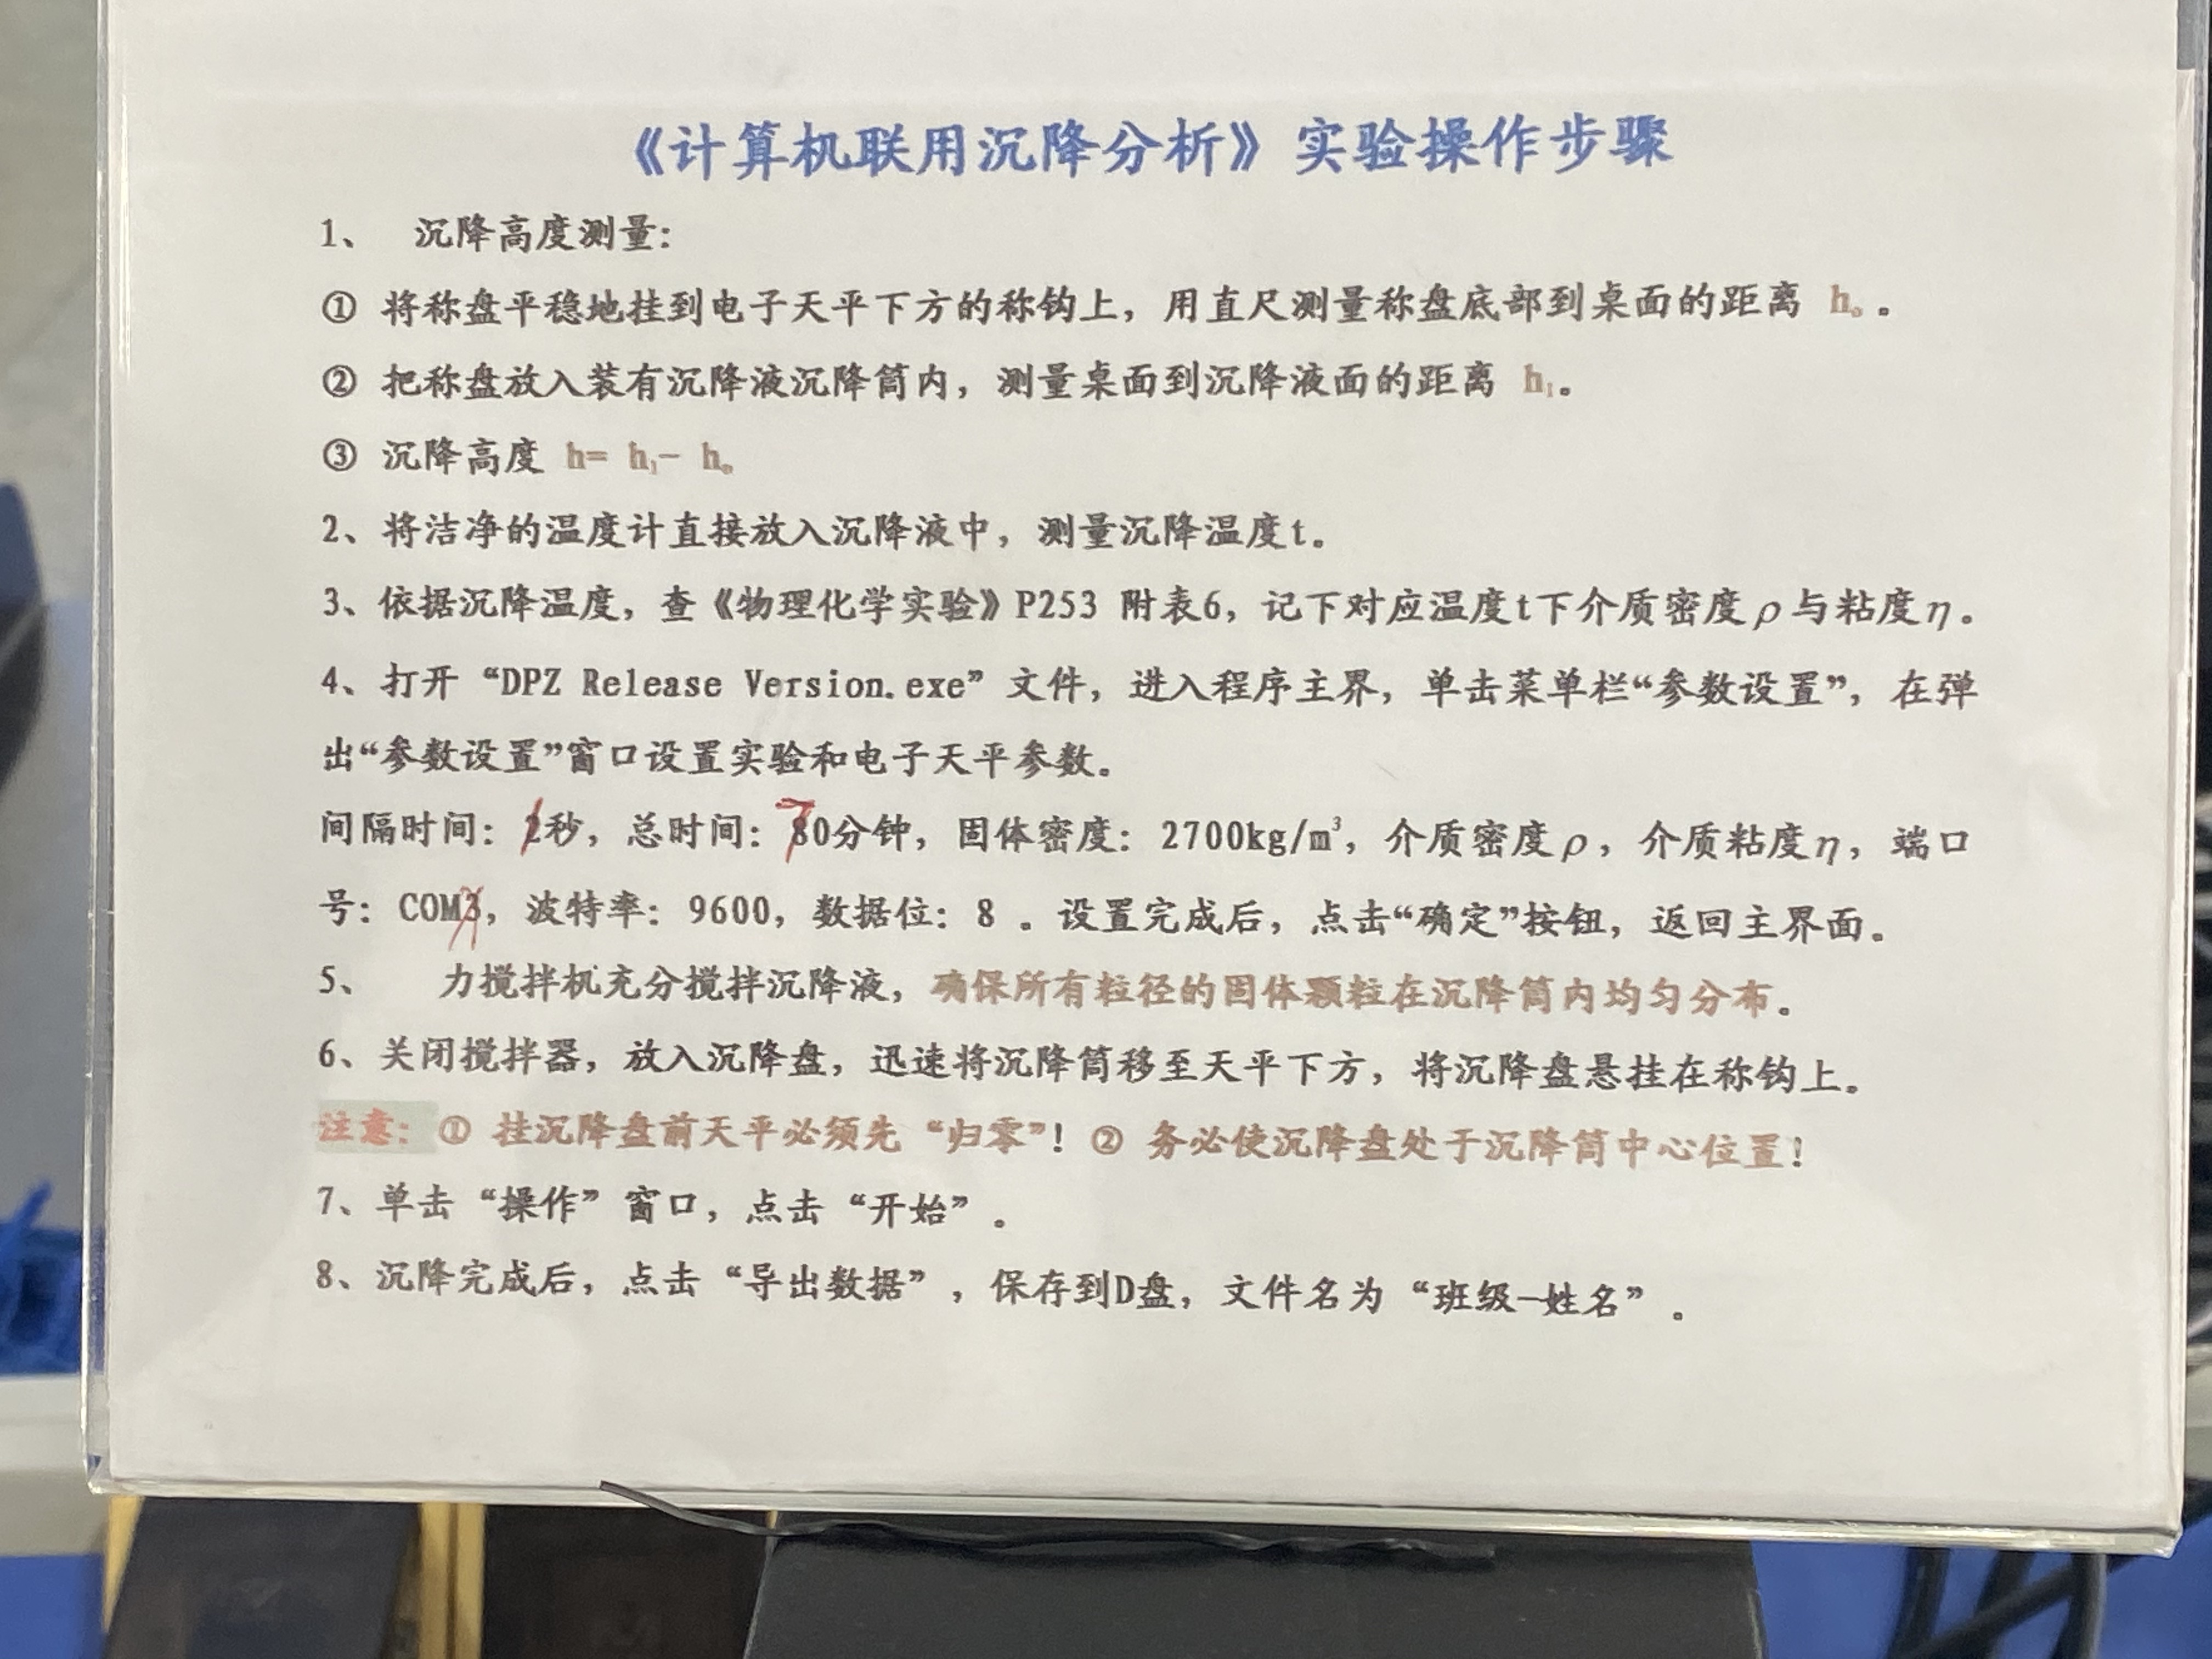 《计算机联用沉降分析》实验操作步骤
1、 沉降高度测量：
① 将称盘平稳地挂到电子天平下方的称钩上，用直尺测量称盘底部到桌面的距离 h₀。
② 把称盘放入装有沉降液沉降筒内，测量桌面到沉降液面的距离 h₁。
③ 沉降高度 h= h₁- h₀
2、将洁净的温度计直接放入沉降液中，测量沉降温度t。
3、依据沉降温度，查《物理化学实验》P253 附表6，记下对应温度t下介质密度ρ与粘度η。
4、打开 “DPZ Release Version.exe” 文件，进入程序主界，单击菜单栏“参数设置”，在弹
出“参数设置”窗口设置实验和电子天平参数。
间隔时间：秒，总时间：70分钟，固体密度：2700kg/m³，介质密度ρ，介质粘度η，端口
号：COM，波特率：9600，数据位：8 。设置完成后，点击“确定”按钮，返回主界面。
5、 力搅拌机充分搅拌沉降液，确保所有粒径的固体颗粒在沉降筒内均匀分布。
6、关闭搅拌器，放入沉降盘，迅速将沉降筒移至天平下方，将沉降盘悬挂在称钩上。
注意：① 挂沉降盘前天平必须先 “归零”！② 务必使沉降盘处于沉降筒中心位置！
7、单击 “操作” 窗口，点击 “开始” 。
8、沉降完成后，点击 “导出数据” ，保存到D盘，文件名为 “班级—姓名” 。